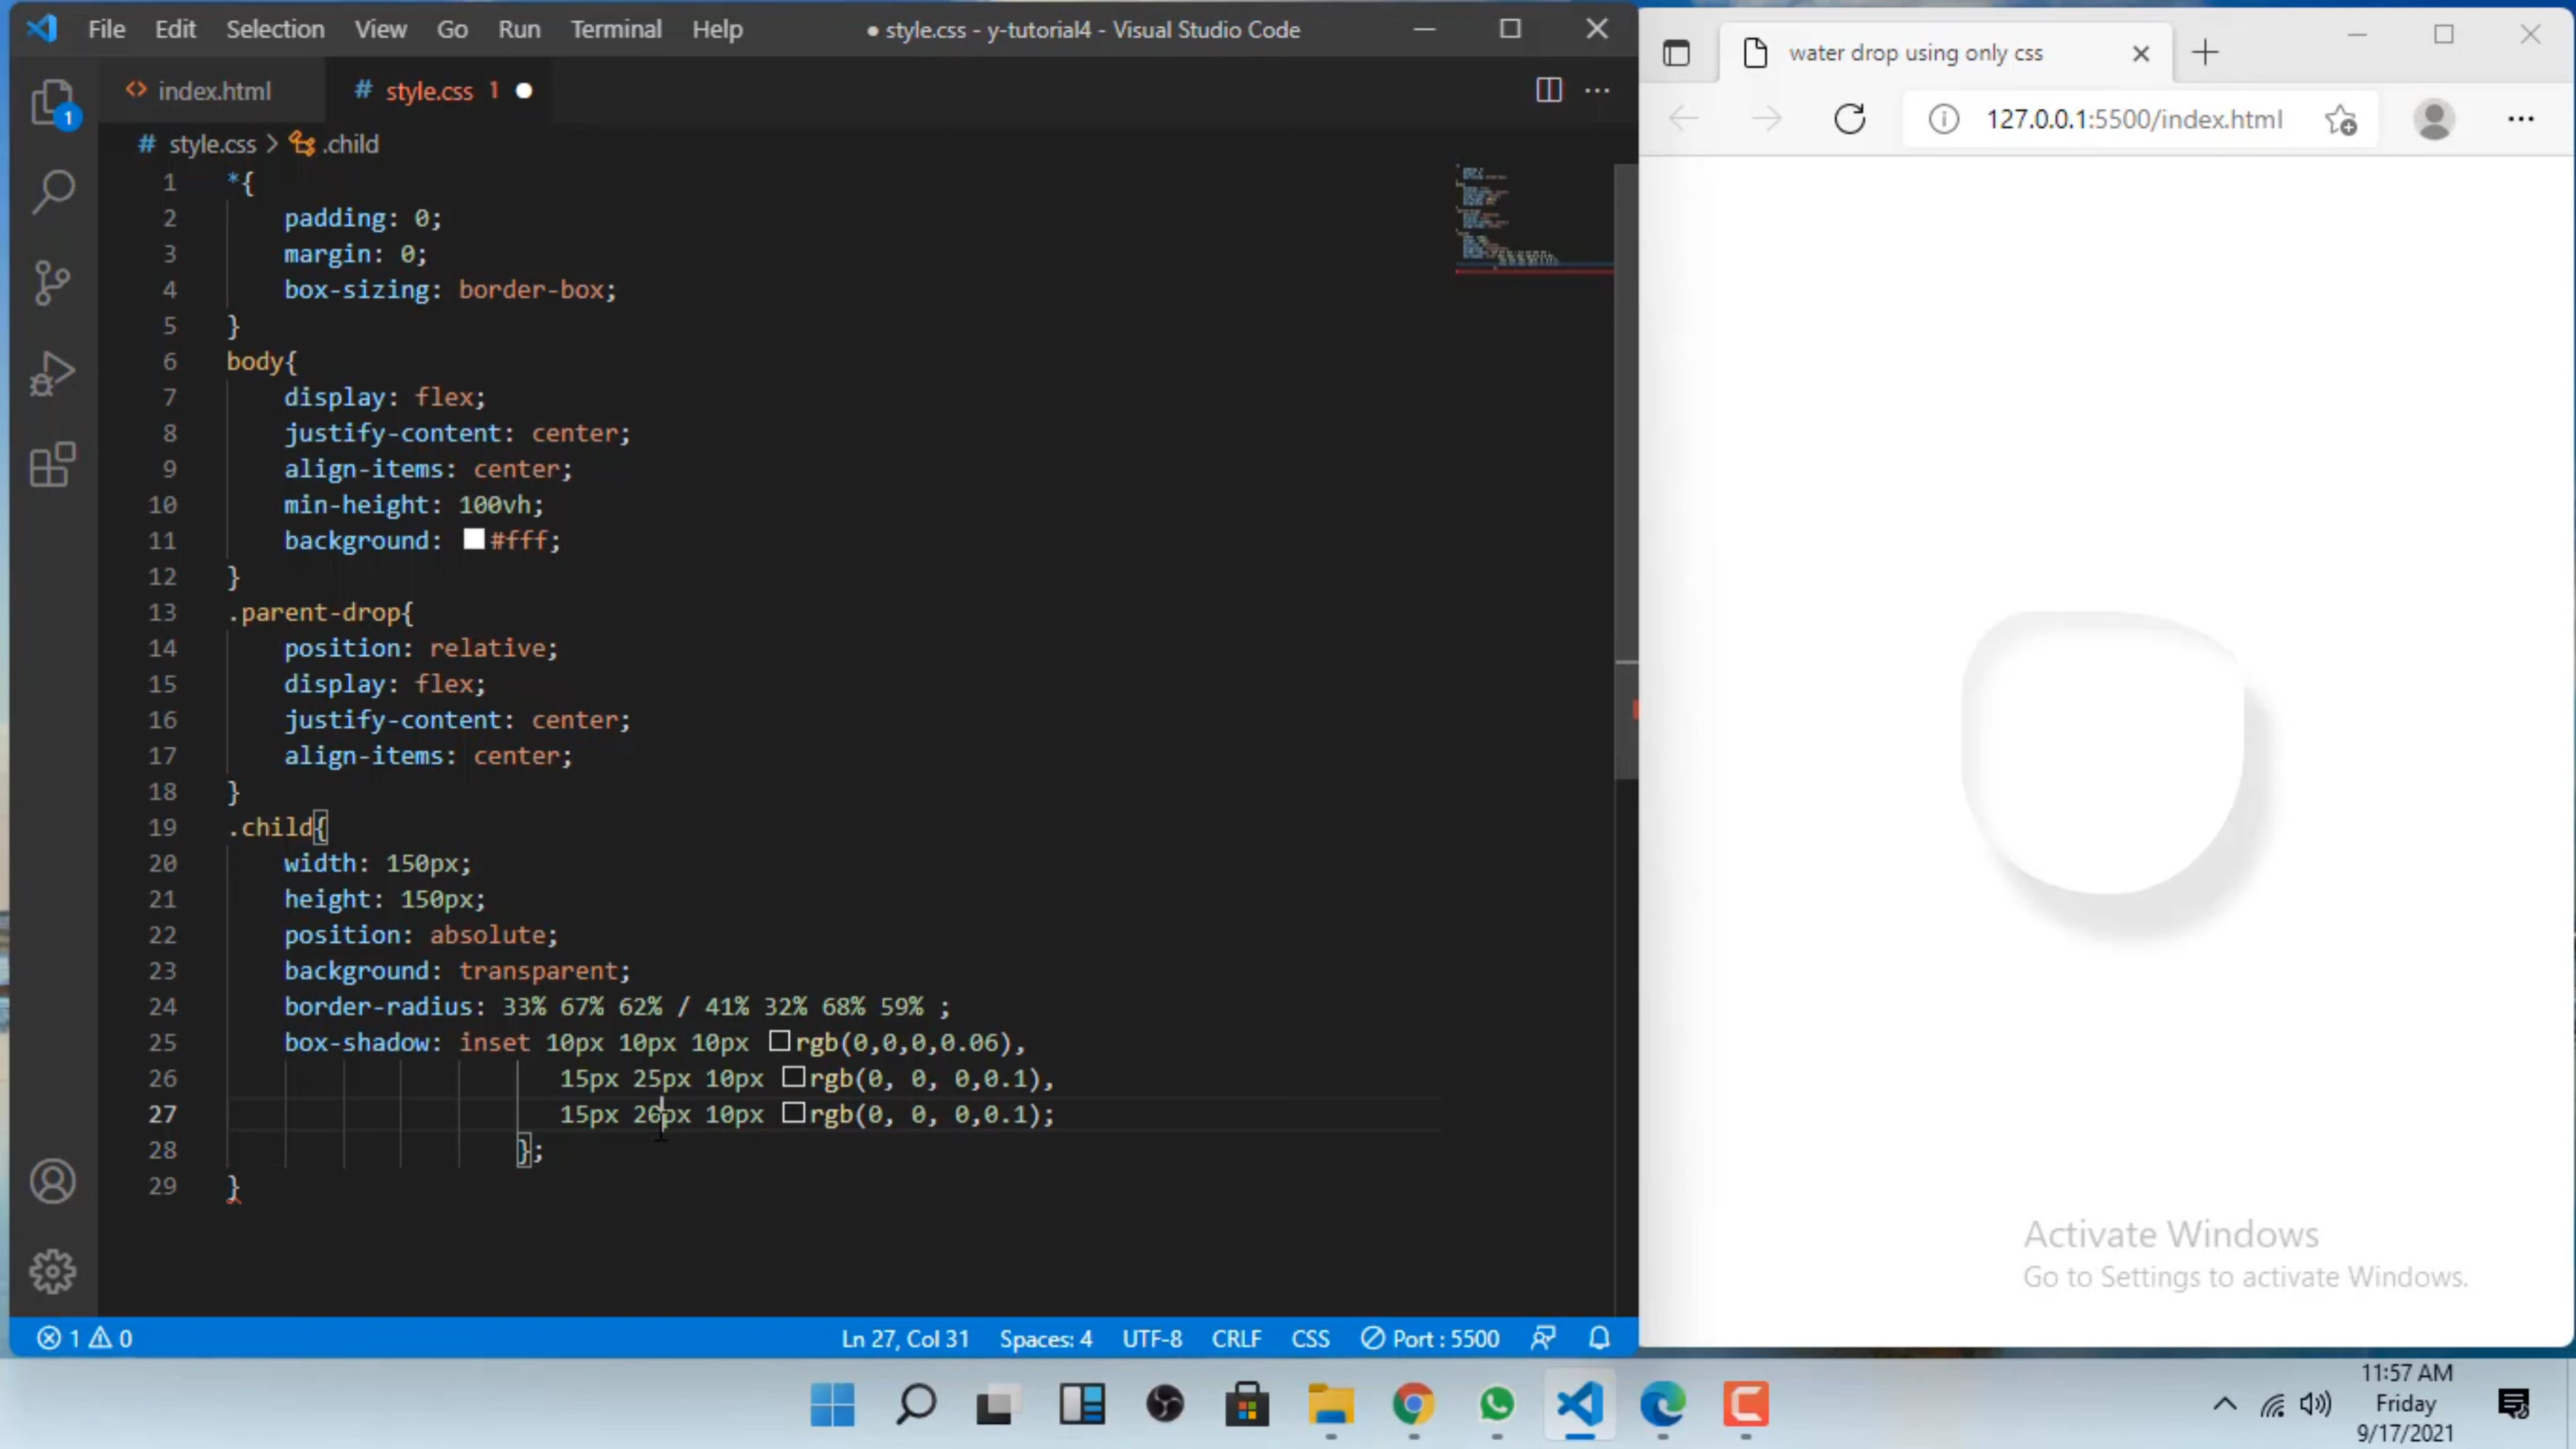 File Edit Selection View Go Run Terminal Help ● style.css - y-tutorial4 - Visual Studio Code
water drop using only css
index.html # style.css 1
127.0.0.1:5500/index.html
1
# style.css > .child
1 *{
2 padding: 0;
3 margin: 0;
4 box-sizing: border-box;
5 }
6 body{
7 display: flex;
8 justify-content: center;
9 align-items: center;
10 min-height: 100vh;
11 background: #fff;
12 }
13 .parent-drop{
14 position: relative;
15 display: flex;
16 justify-content: center;
17 align-items: center;
18 }
19 .child{
20 width: 150px;
21 height: 150px;
22 position: absolute;
23 background: transparent;
24 border-radius: 33% 67% 62% / 41% 32% 68% 59% ;
25 box-shadow: inset 10px 10px 10px rgb(0,0,0,0.06),
26 15px 25px 10px rgb(0, 0, 0,0.1),
27 15px 26px 10px rgb(0, 0, 0,0.1);
28 };
29 }
Activate Windows
Go to Settings to activate Windows.
1 0 Ln 27, Col 31 Spaces: 4 UTF-8 CRLF CSS Port : 5500
11:57 AM
Friday
9/17/2021